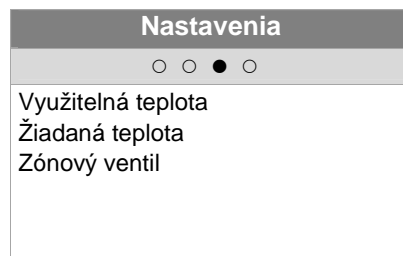 Nastavenia
Využitelná teplota
Žiadaná teplota
Zónový ventil